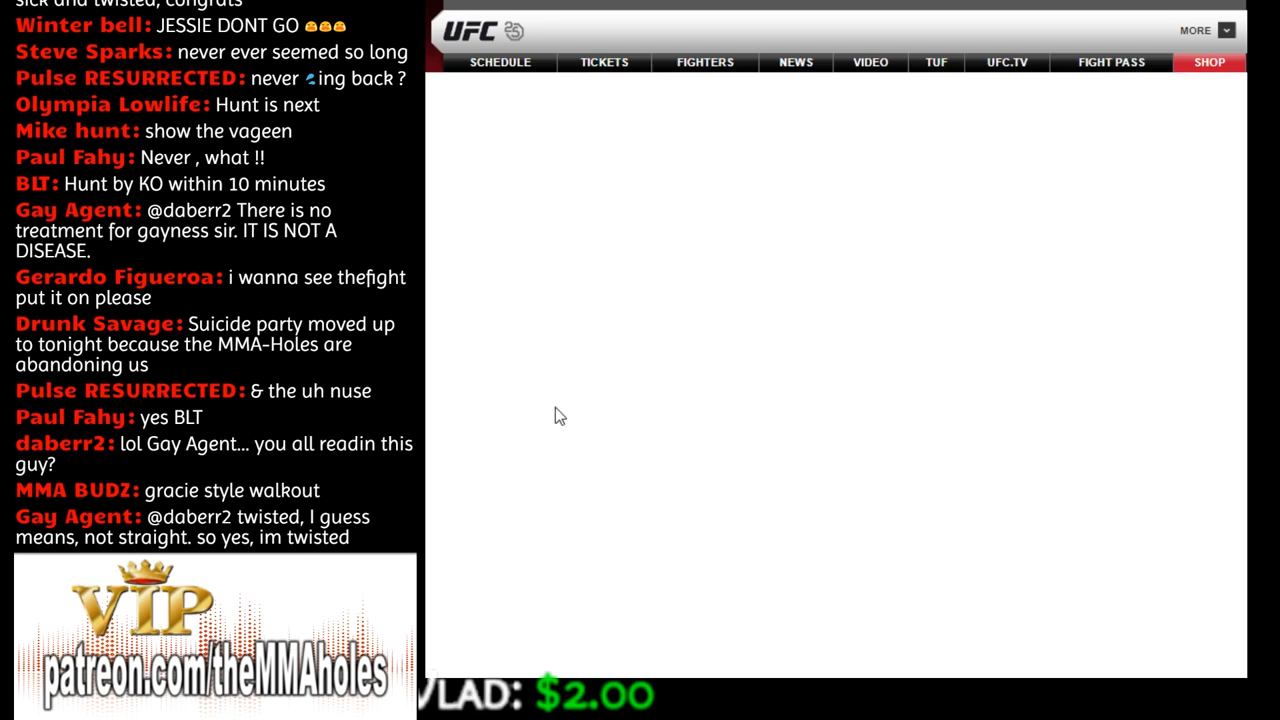 sick and twisted, congrats
Winter bell: JESSIE DONT GO
Steve Sparks: never ever seemed so long
Pulse RESURRECTED: never ing back ?
Olympia Lowlife: Hunt is next
Mike hunt: show the vageen
Paul Fahy: Never , what !!
BLT: Hunt by KO within 10 minutes
Gay Agent: @daberr2 There is no
treatment for gayness sir. IT IS NOT A
DISEASE.
Gerardo Figueroa: i wanna see thefight
put it on please
Drunk Savage: Suicide party moved up
to tonight because the MMA-Holes are
abandoning us
Pulse RESURRECTED: & the uh nuse
Paul Fahy: yes BLT
daberr2: lol Gay Agent... you all readin this
guy?
MMA BUDZ: gracie style walkout
Gay Agent: @daberr2 twisted, I guess
means, not straight. so yes, im twisted
VIP
patreon.com/theMMAholes
UFC 25
MORE
SCHEDULE TICKETS FIGHTERS NEWS VIDEO TUF UFC.TV FIGHT PASS SHOP
VLAD: $2.00